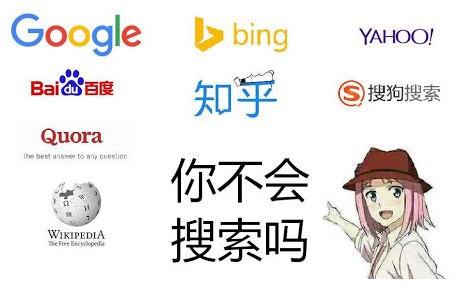 Google
bing
YAHOO!
Bai du 百度
知乎
S 搜狗搜索
Quora
The best answer to any question
WIKIPEDIA
The Free Encyclopedia
你不会
搜索吗